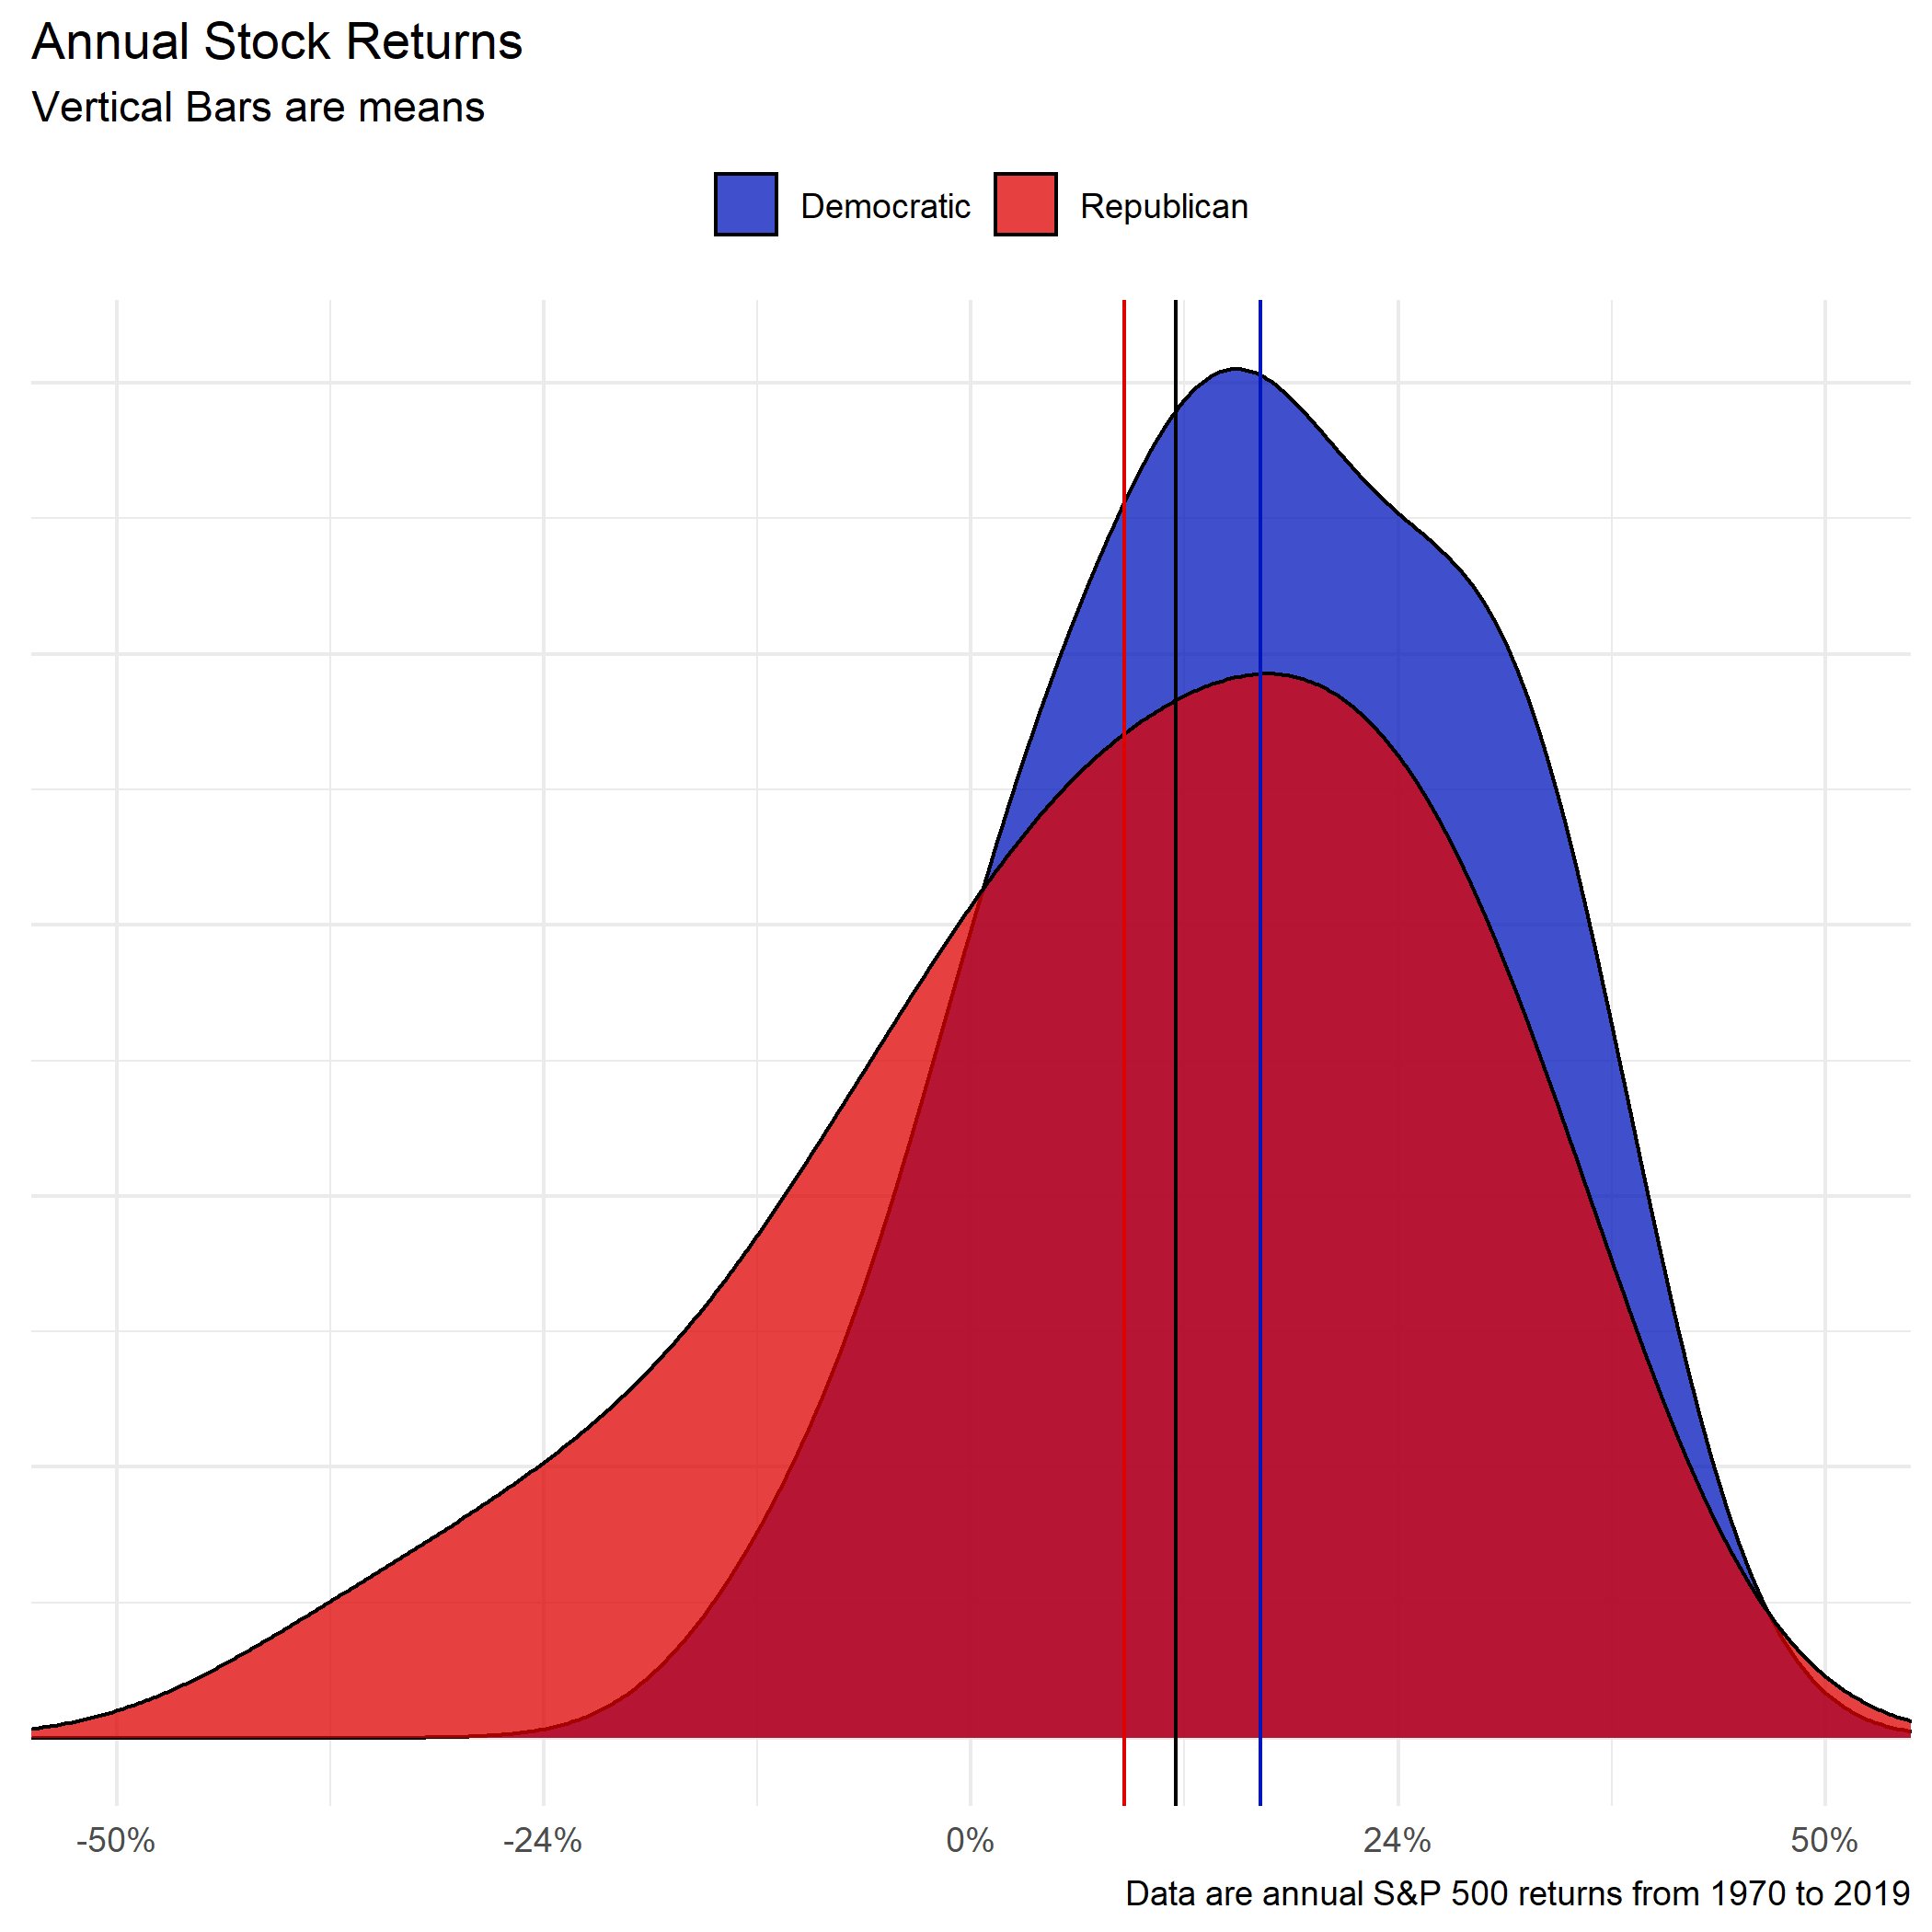 Annual Stock Returns
Vertical Bars are means
Democratic Republican
-50% -24% 0% 24% 50%
Data are annual S&P 500 returns from 1970 to 2019